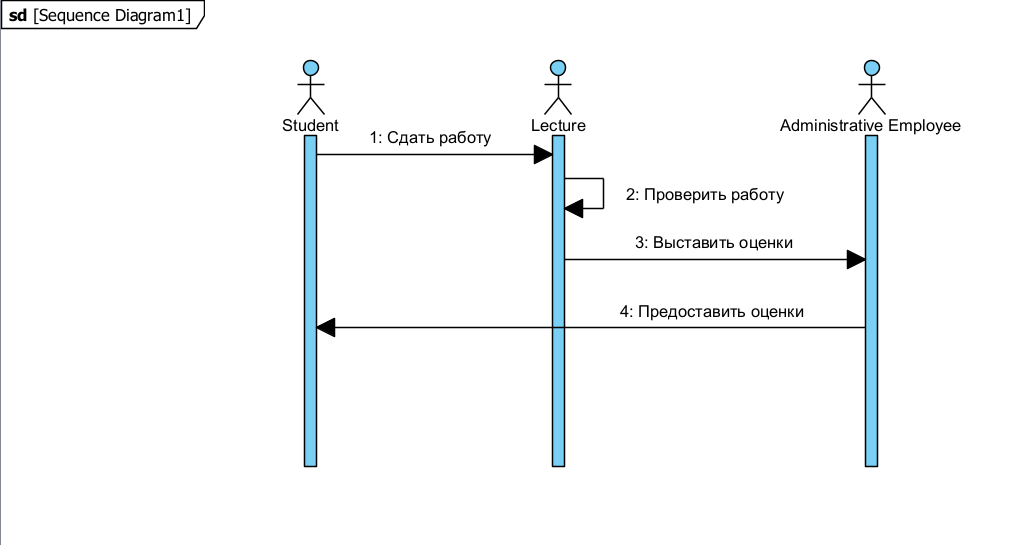 sd [Sequence Diagram1]
Student
Lecture
Administrative Employee
1: Сдать работу
2: Проверить работу
3: Выставить оценки
4: Предоставить оценки